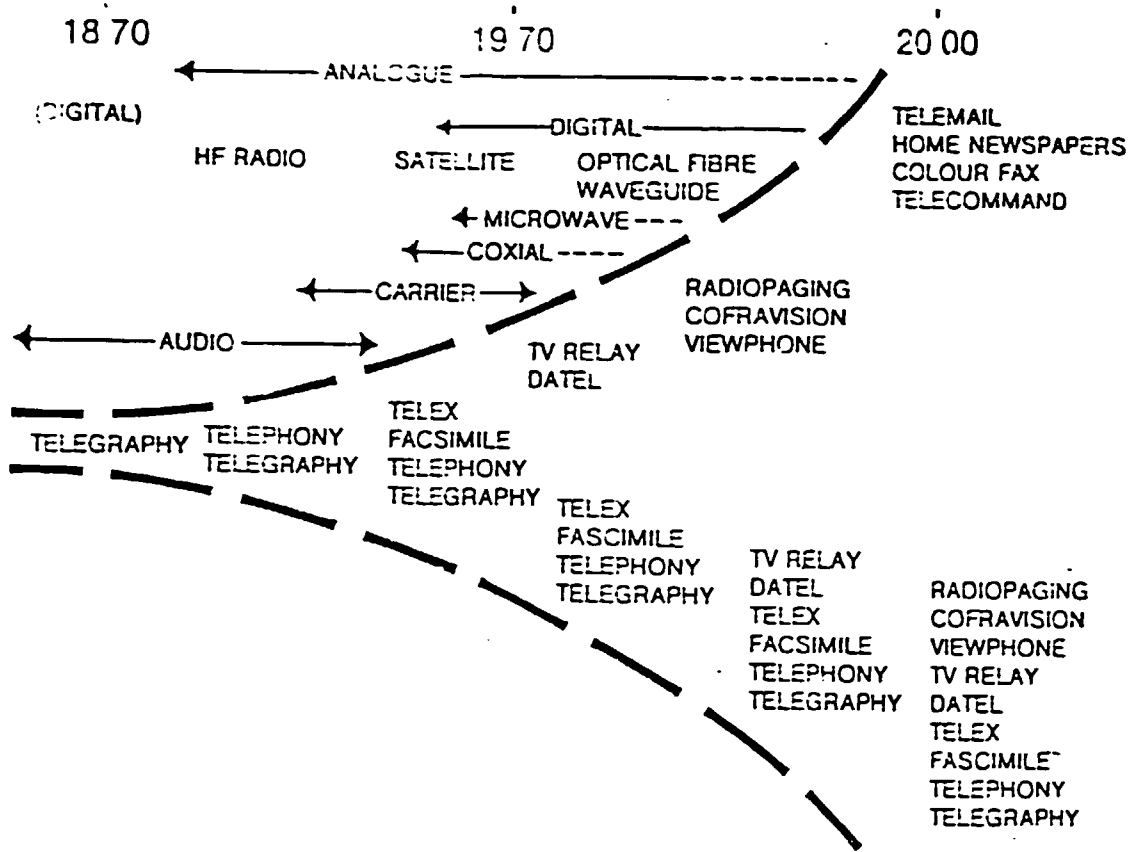 18 70
19 70
20 00
ANALOGUE
(DIGITAL)
DIGITAL
HF RADIO
SATELLITE
OPTICAL FIBRE
WAVEGUIDE
MICROWAVE
COXIAL
CARRIER
AUDIO
TELEMAIL
HOME NEWSPAPERS
COLOUR FAX
TELECOMMAND
RADIOPAGING
COFRAVISION
VIEWPHONE
TV RELAY
DATEL
TELEGRAPHY
TELEPHONY
TELEGRAPHY
TELEX
FACSIMILE
TELEPHONY
TELEGRAPHY
TELEX
FASCIMILE
TELEPHONY
TELEGRAPHY
TV RELAY
DATEL
TELEX
FACSIMILE
TELEPHONY
TELEGRAPHY
RADIOPAGING
COFRAVISION
VIEWPHONE
TV RELAY
DATEL
TELEX
FASCIMILE
TELEPHONY
TELEGRAPHY